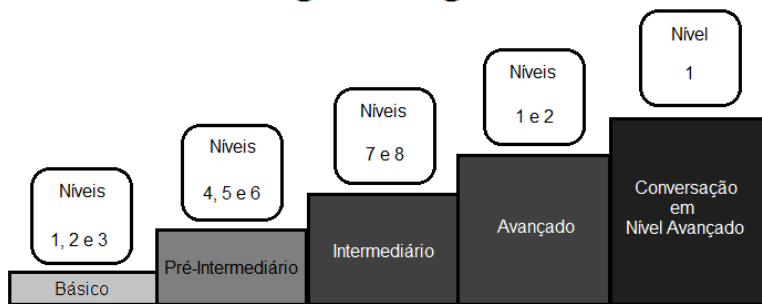 Níveis
1, 2 e 3
Básico
Níveis
4, 5 e 6
Pré-Intermediário
Níveis
7 e 8
Intermediário
Níveis
1 e 2
Avançado
Nível
1
Conversação
em
Nível Avançado